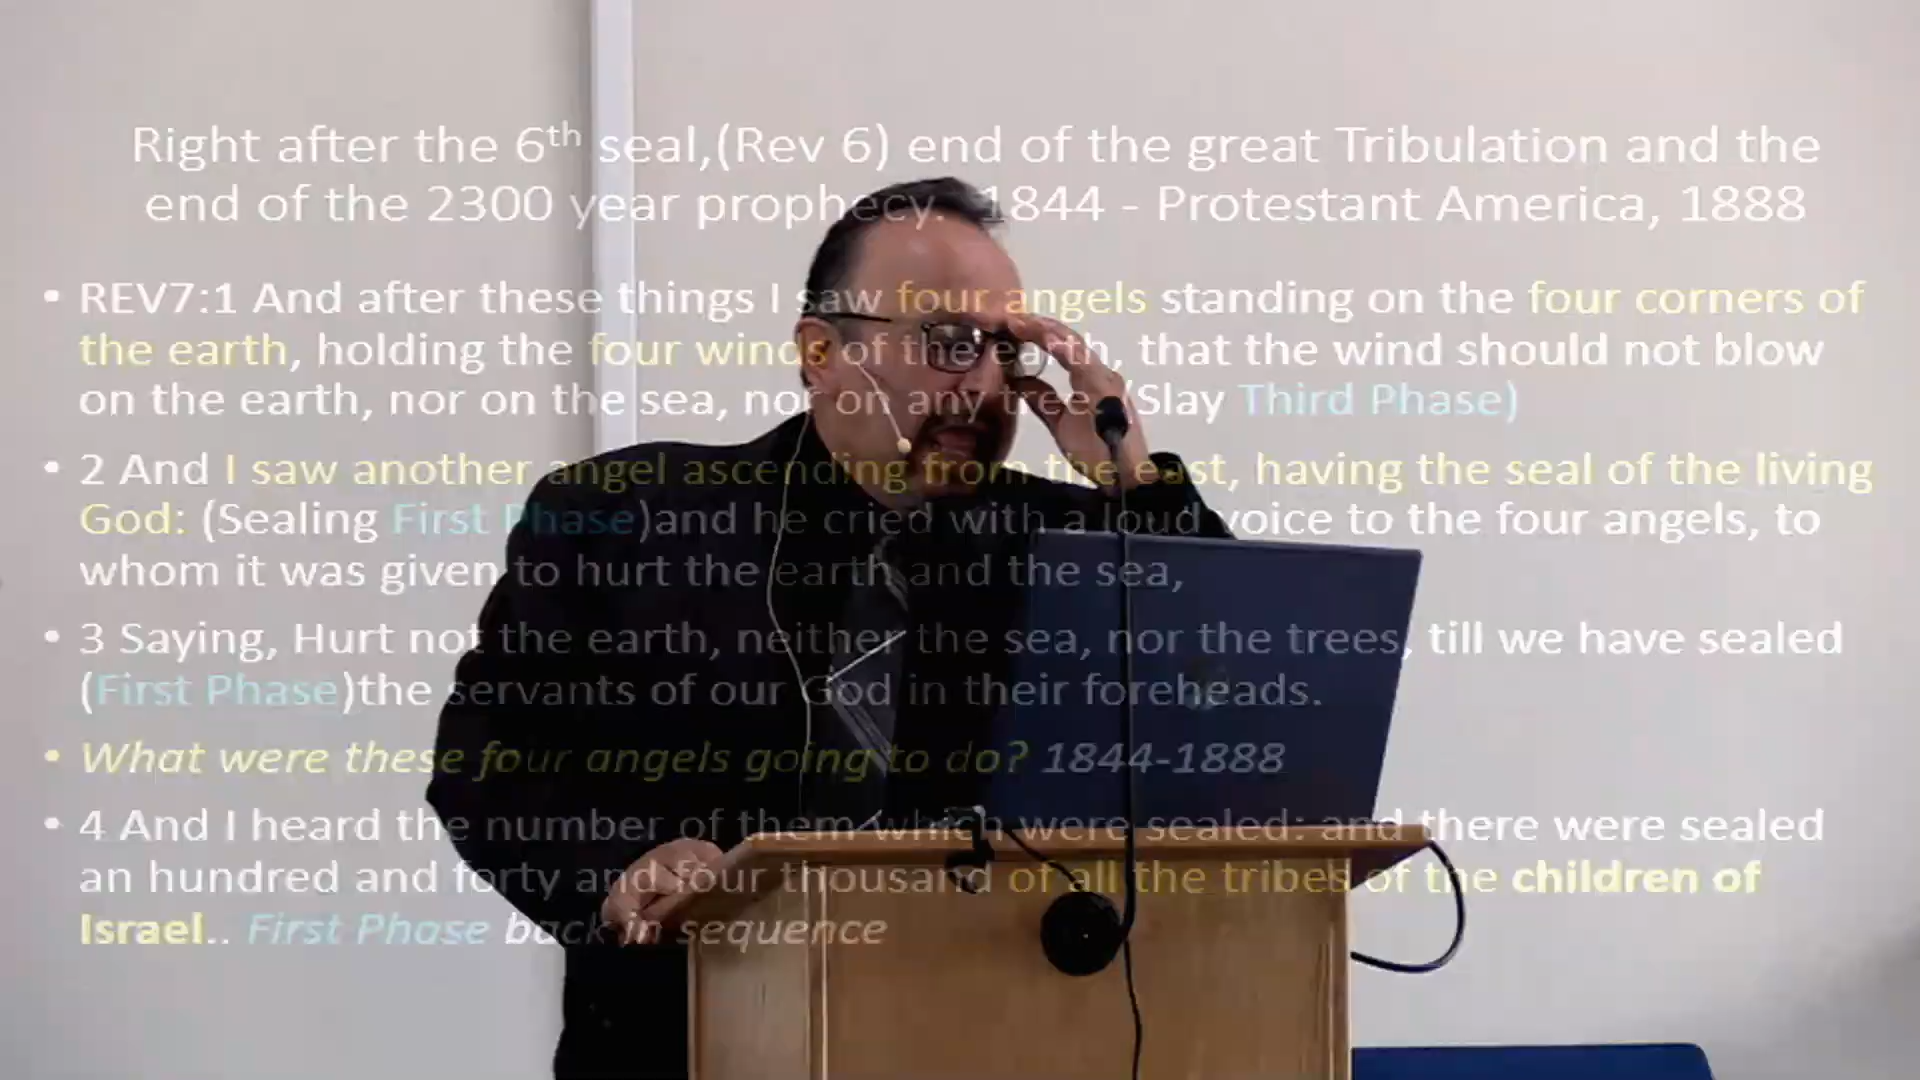 Right after the 6th seal,(Rev 6) end of the great Tribulation and the
end of the 2300 year prophecy. 1844 - Protestant America, 1888
• REV7:1 And after these things I saw four angels standing on the four corners of
the earth, holding the four winds of the earth, that the wind should not blow
on the earth, nor on the sea, nor on any tree. (Slay Third Phase)
• 2 And I saw another angel ascending from the east, having the seal of the living
God: (Sealing First Phase)and he cried with a loud voice to the four angels, to
whom it was given to hurt the earth and the sea,
• 3 Saying, Hurt not the earth, neither the sea, nor the trees, till we have sealed
(First Phase)the servants of our God in their foreheads.
• What were these four angels going to do? 1844-1888
• 4 And I heard the number of them which were sealed: and there were sealed
an hundred and forty and four thousand of all the tribes of the children of
Israel.. First Phase back in sequence